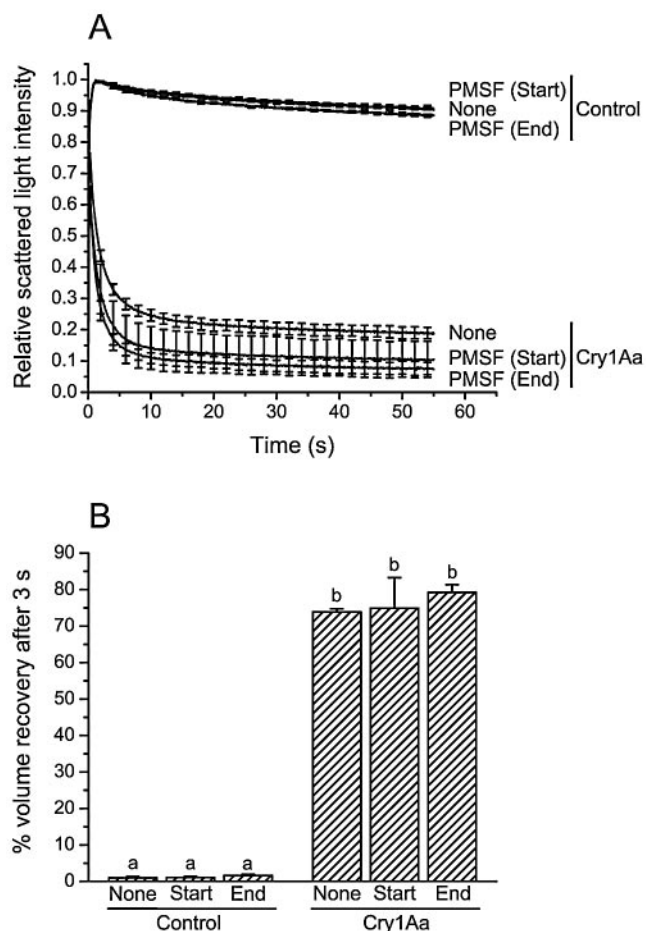 A
Relative scattered light intensity
1.0
0.9
0.8
0.7
0.6
0.5
0.4
0.3
0.2
0.1
0.0
PMSF (Start)
None
PMSF (End)
Control
None
PMSF (Start)
PMSF (End)
Cry1Aa
0 10 20 30 40 50 60
Time (s)
B
% volume recovery after 3 s
90
80
70
60
50
40
30
20
10
0
a a a b b b
None Start End None Start End
Control Cry1Aa